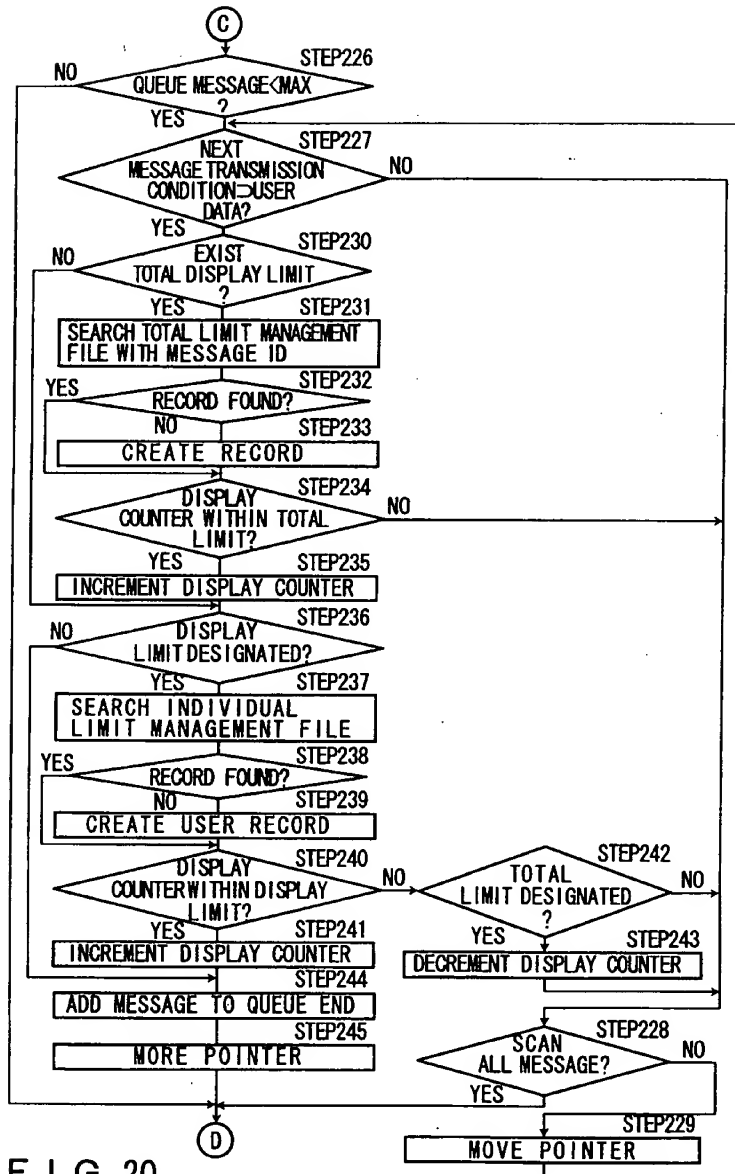 C
STEP226
NO
QUEUE MESSAGE<MAX
?
YES
STEP227
NEXT
MESSAGE TRANSMISSION
CONDITION⊃USER
DATA?
NO
YES
STEP230
NO
EXIST
TOTAL DISPLAY LIMIT
?
YES
STEP231
SEARCH TOTAL LIMIT MANAGEMENT
FILE WITH MESSAGE ID
STEP232
YES
RECORD FOUND?
NO
STEP233
CREATE RECORD
STEP234
DISPLAY
COUNTER WITHIN TOTAL
LIMIT?
NO
YES
STEP235
INCREMENT DISPLAY COUNTER
STEP236
NO
DISPLAY
LIMIT DESIGNATED?
YES
STEP237
SEARCH INDIVIDUAL
LIMIT MANAGEMENT FILE
STEP238
YES
RECORD FOUND?
NO
STEP239
CREATE USER RECORD
STEP240
DISPLAY
COUNTER WITHIN DISPLAY
LIMIT?
NO
STEP242
TOTAL
LIMIT DESIGNATED
?
NO
YES
STEP241
INCREMENT DISPLAY COUNTER
YES
STEP243
DECREMENT DISPLAY COUNTER
STEP244
ADD MESSAGE TO QUEUE END
STEP245
MORE POINTER
STEP228
SCAN
ALL MESSAGE?
NO
YES
STEP229
MOVE POINTER
D
FIG. 20